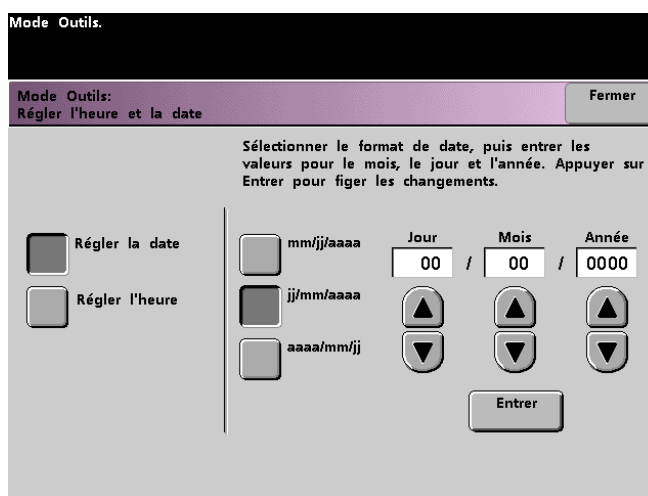 Mode Outils.
Mode Outils:
Régler l'heure et la date
Fermer
Sélectionner le format de date, puis entrer les
valeurs pour le mois, le jour et l'année. Appuyer sur
Entrer pour figer les changements.
Régler la date
Régler l'heure
mm/jj/aaaa
jj/mm/aaaa
aaaa/mm/jj
Jour Mois Année
00 / 00 / 0000
Entrer